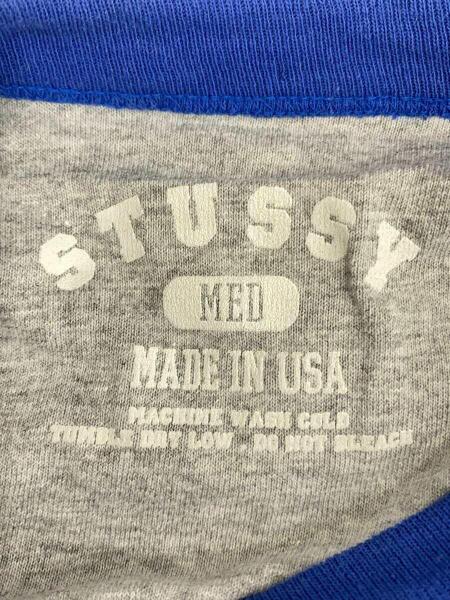 STUSSY
MED
MADE IN USA
MACHINE WASH COLD
TUMBLE DRY LOW - DO NOT BLEACH